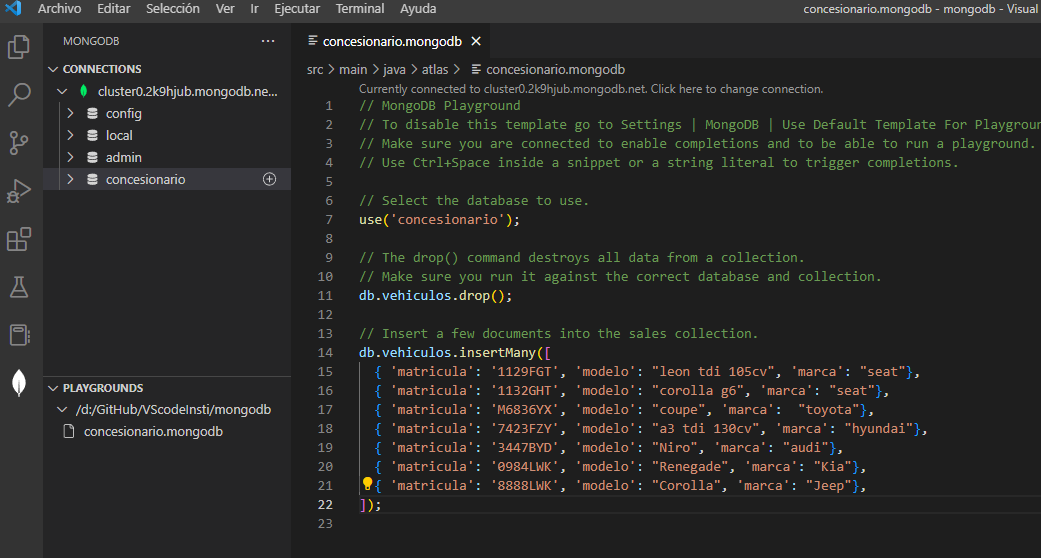 Archivo Editar Selección Ver Ir Ejecutar Terminal Ayuda
concesionario.mongodb - mongodb - Visual
MONGODB
CONNECTIONS
cluster0.2k9hjub.mongodb.ne...
config
local
admin
concesionario
PLAYGROUNDS
/d:/GitHub/VScodeInsti/mongodb
concesionario.mongodb
concesionario.mongodb
src > main > java > atlas > concesionario.mongodb
Currently connected to cluster0.2k9hjub.mongodb.net. Click here to change connection.
1 // MongoDB Playground
2 // To disable this template go to Settings | MongoDB | Use Default Template For Playgroun
3 // Make sure you are connected to enable completions and to be able to run a playground.
4 // Use Ctrl+Space inside a snippet or a string literal to trigger completions.
5
6 // Select the database to use.
7 use('concesionario');
8
9 // The drop() command destroys all data from a collection.
10 // Make sure you run it against the correct database and collection.
11 db.vehiculos.drop();
12
13 // Insert a few documents into the sales collection.
14 db.vehiculos.insertMany([
15 { 'matricula': '1129FGT', 'modelo': "leon tdi 105cv", 'marca': "seat"},
16 { 'matricula': '1132GHT', 'modelo': "corolla g6", 'marca': "seat"},
17 { 'matricula': 'M6836YX', 'modelo': "coupe", 'marca':  "toyota"},
18 { 'matricula': '7423FZY', 'modelo': "a3 tdi 130cv", 'marca': "hyundai"},
19 { 'matricula': '3447BYD', 'modelo': "Niro", 'marca': "audi"},
20 { 'matricula': '0984LWK', 'modelo': "Renegade", 'marca': "Kia"},
21 { 'matricula': '8888LWK', 'modelo': "Corolla", 'marca': "Jeep"},
22 ]);
23